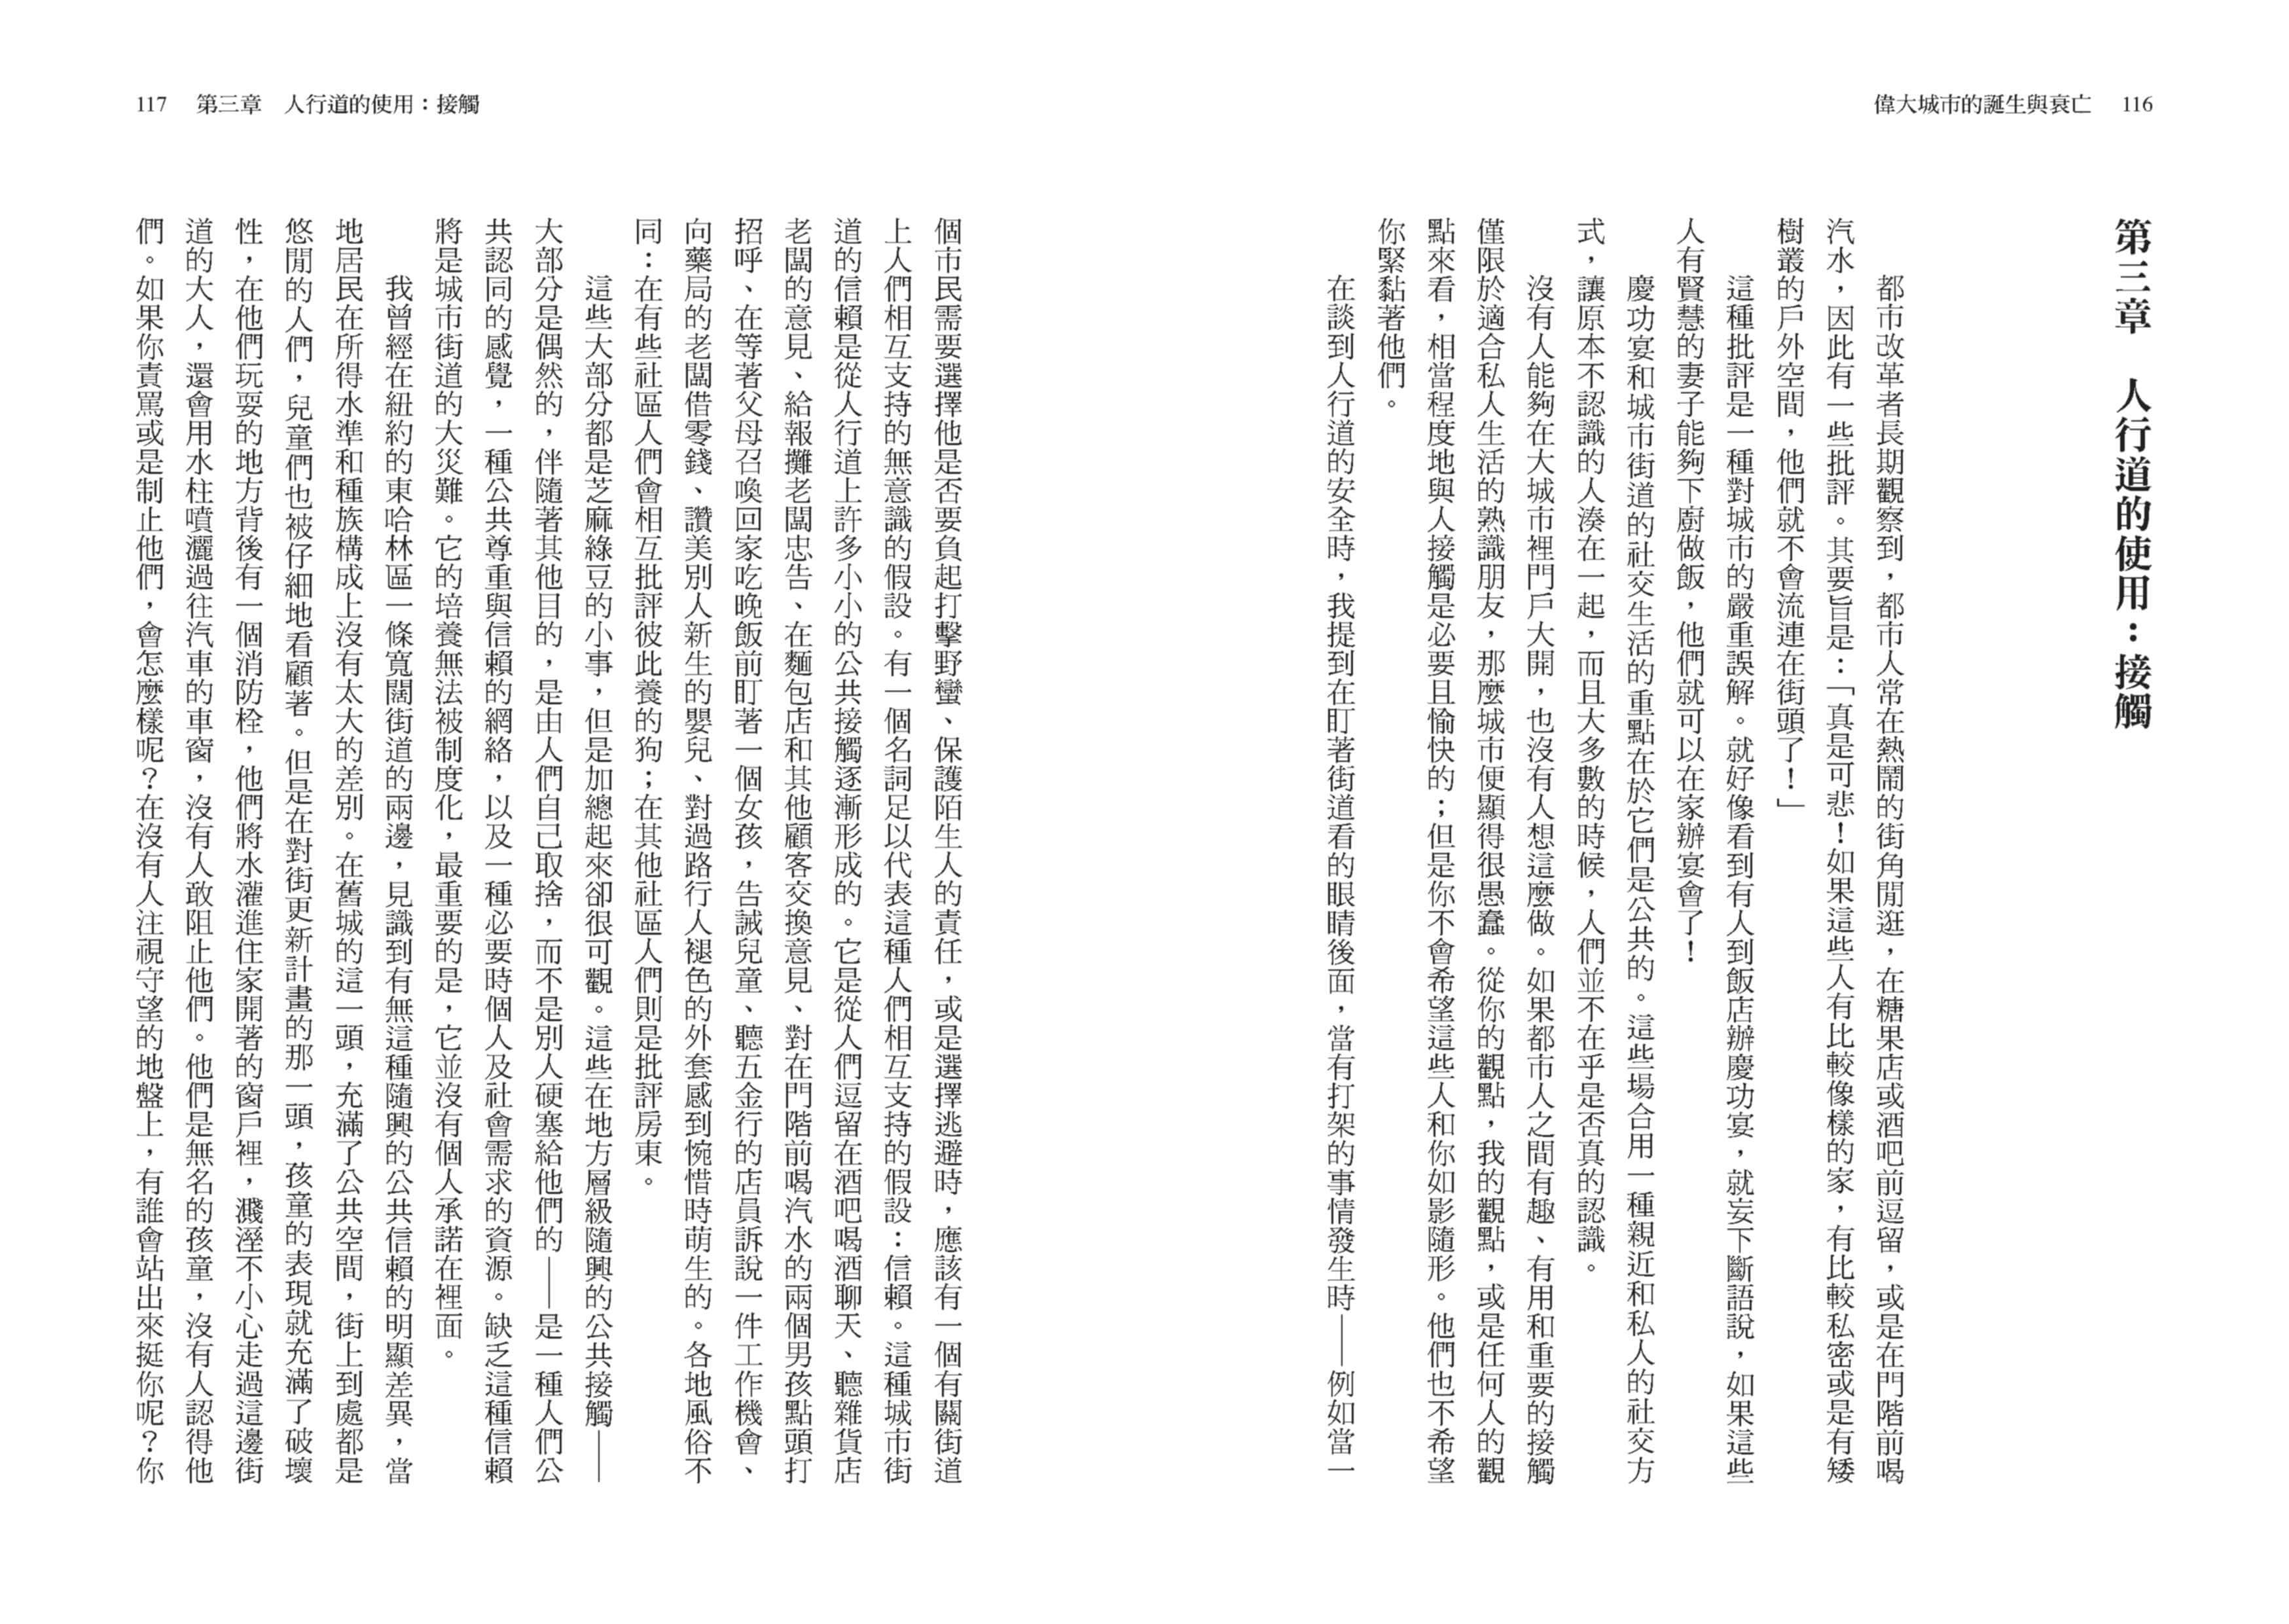 偉大城市的誕生與衰亡　116
第三章　人行道的使用：接觸
都市改革者長期觀察到，都市人常在熱鬧的街角閒逛，在糖果店或酒吧前逗留，或是在門階前喝
汽水，因此有一些批評。其要旨是：「真是可悲！如果這些人有比較像樣的家，有比較私密或是有矮
樹叢的戶外空間，他們就不會流連在街頭了！」
這種批評是一種對城市的嚴重誤解。就好像看到有人到飯店辦慶功宴，就妄下斷語說，如果這些
人有賢慧的妻子能夠下廚做飯，他們就可以在家辦宴會了！
慶功宴和城市街道的社交生活的重點在於它們是公共的。這些場合用一種親近和私人的社交方
式，讓原本不認識的人湊在一起，而且大多數的時候，人們並不在乎是否真的認識。
沒有人能夠在大城市裡門戶大開，也沒有人想這麼做。如果都市人之間有趣、有用和重要的接觸
僅限於適合私人生活的熟識朋友，那麼城市便顯得很愚蠢。從你的觀點，我的觀點，或是任何人的觀
點來看，相當程度地與人接觸是必要且愉快的；但是你不會希望這些人和你如影隨形。他們也不希望
你緊黏著他們。
在談到人行道的安全時，我提到在盯著街道看的眼睛後面，當有打架的事情發生時——例如當一
117　第三章　人行道的使用：接觸
個市民需要選擇他是否要負起打擊野蠻、保護陌生人的責任，或是選擇逃避時，應該有一個有關街道
上人們相互支持的無意識的假設。有一個名詞足以代表這種人們相互支持的假設：信賴。這種城市街
道的信賴是從人行道上許多小小的公共接觸逐漸形成的。它是從人們逗留在酒吧喝酒聊天、聽雜貨店
老闆的意見、給報攤老闆忠告、在麵包店和其他顧客交換意見、對在門階前喝汽水的兩個男孩點頭打
招呼、在等著父母召喚回家吃晚飯前盯著一個女孩，告誡兒童、聽五金行的店員訴說一件工作機會、
向藥局的老闆借零錢、讚美別人新生的嬰兒、對過路行人褪色的外套感到惋惜時萌生的。各地風俗不
同：在有些社區人們會相互批評彼此養的狗；在其他社區人們則是批評房東。
這些大部分都是芝麻綠豆的小事，但是加總起來卻很可觀。這些在地方層級隨興的公共接觸——
大部分是偶然的，伴隨著其他目的，是由人們自己取捨，而不是別人硬塞給他們的——是一種人們公
共認同的感覺，一種公共尊重與信賴的網絡，以及一種必要時個人及社會需求的資源。缺乏這種信賴
將是城市街道的大災難。它的培養無法被制度化，最重要的是，它並沒有個人承諾在裡面。
我曾經在紐約的東哈林區一條寬闊街道的兩邊，見識到有無這種隨興的公共信賴的明顯差異，當
地居民在所得水準和種族構成上沒有太大的差別。在舊城的這一頭，充滿了公共空間，街上到處都是
悠閒的人們，兒童們也被仔細地看顧著。但是在對街更新計畫的那一頭，孩童的表現就充滿了破壞
性，在他們玩耍的地方背後有一個消防栓，他們將水灌進住家開著的窗戶裡，濺溼不小心走過這邊街
道的大人，還會用水柱噴灑過往汽車的車窗，沒有人敢阻止他們。他們是無名的孩童，沒有人認得他
們。如果你責罵或是制止他們，會怎麼樣呢？在沒有人注視守望的地盤上，有誰會站出來挺你呢？你